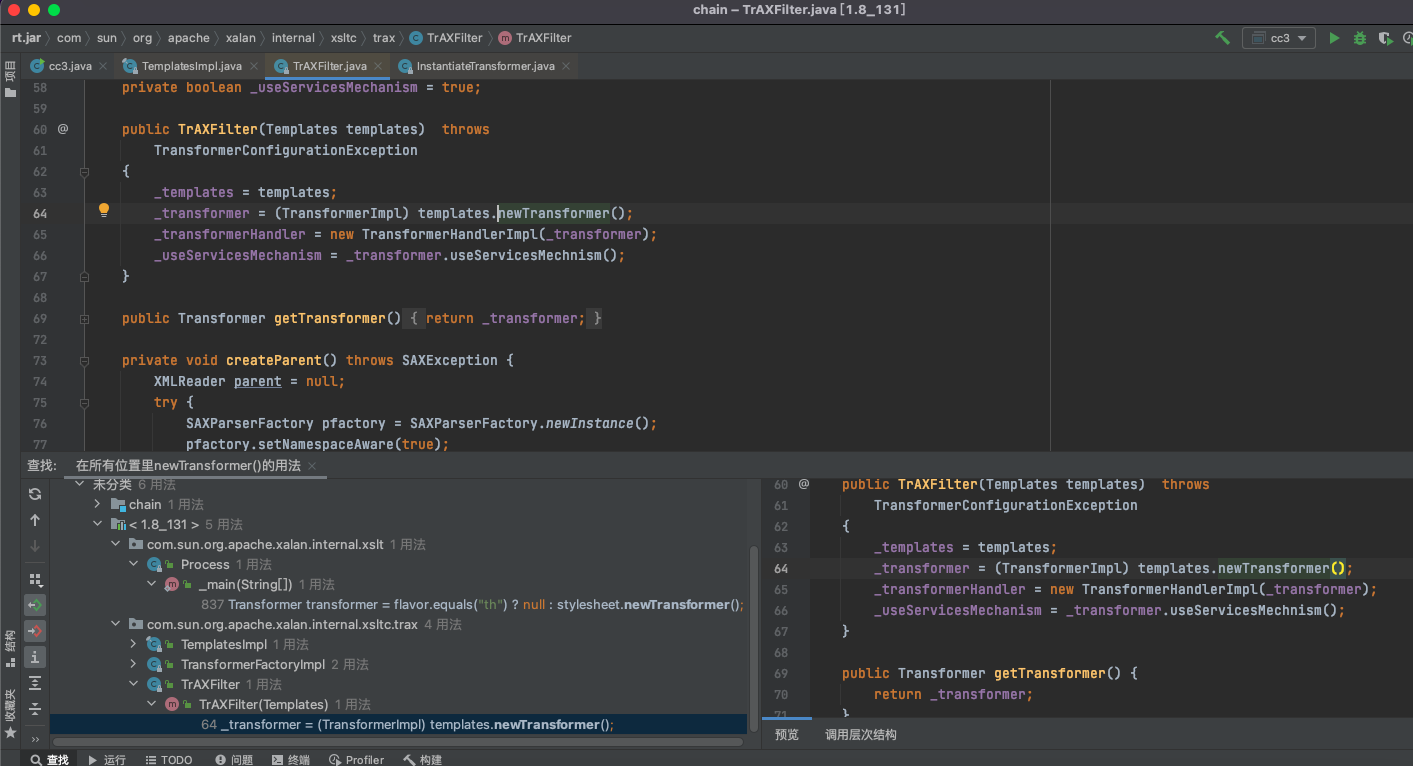 chain – TrAXFilter.java [1.8_131]
rt.jar com sun org apache xalan internal xsltc trax TrAXFilter TrAXFilter cc3
cc3.java TemplatesImpl.java TrAXFilter.java InstantiateTransformer.java
项目
58 private boolean _useServicesMechanism = true;
59
60 @ public TrAXFilter(Templates templates) throws
61 TransformerConfigurationException
62 {
63 _templates = templates;
64 _transformer = (TransformerImpl) templates.newTransformer();
65 _transformerHandler = new TransformerHandlerImpl(_transformer);
66 _useServicesMechanism = _transformer.useServicesMechnism();
67 }
68
69 public Transformer getTransformer() { return _transformer; }
72
73 private void createParent() throws SAXException {
74 XMLReader parent = null;
75 try {
76 SAXParserFactory pfactory = SAXParserFactory.newInstance();
77 pfactory.setNamespaceAware(true);
查找: 在所有位置里newTransformer()的用法
未分类 6 用法
chain 1 用法
< 1.8_131 > 5 用法
com.sun.org.apache.xalan.internal.xslt 1 用法
Process 1 用法
_main(String[]) 1 用法
837 Transformer transformer = flavor.equals("th") ? null : stylesheet.newTransformer();
com.sun.org.apache.xalan.internal.xsltc.trax 4 用法
TemplatesImpl 1 用法
TransformerFactoryImpl 2 用法
TrAXFilter 1 用法
TrAXFilter(Templates) 1 用法
64 _transformer = (TransformerImpl) templates.newTransformer();
60 @ public TrAXFilter(Templates templates) throws
61 TransformerConfigurationException
62 {
63 _templates = templates;
64 _transformer = (TransformerImpl) templates.newTransformer();
65 _transformerHandler = new TransformerHandlerImpl(_transformer);
66 _useServicesMechanism = _transformer.useServicesMechnism();
67 }
68
69 public Transformer getTransformer() {
70 return _transformer;
71 }
预览 调用层次结构
结构
收藏夹
查找 运行 TODO 问题 终端 Profiler 构建